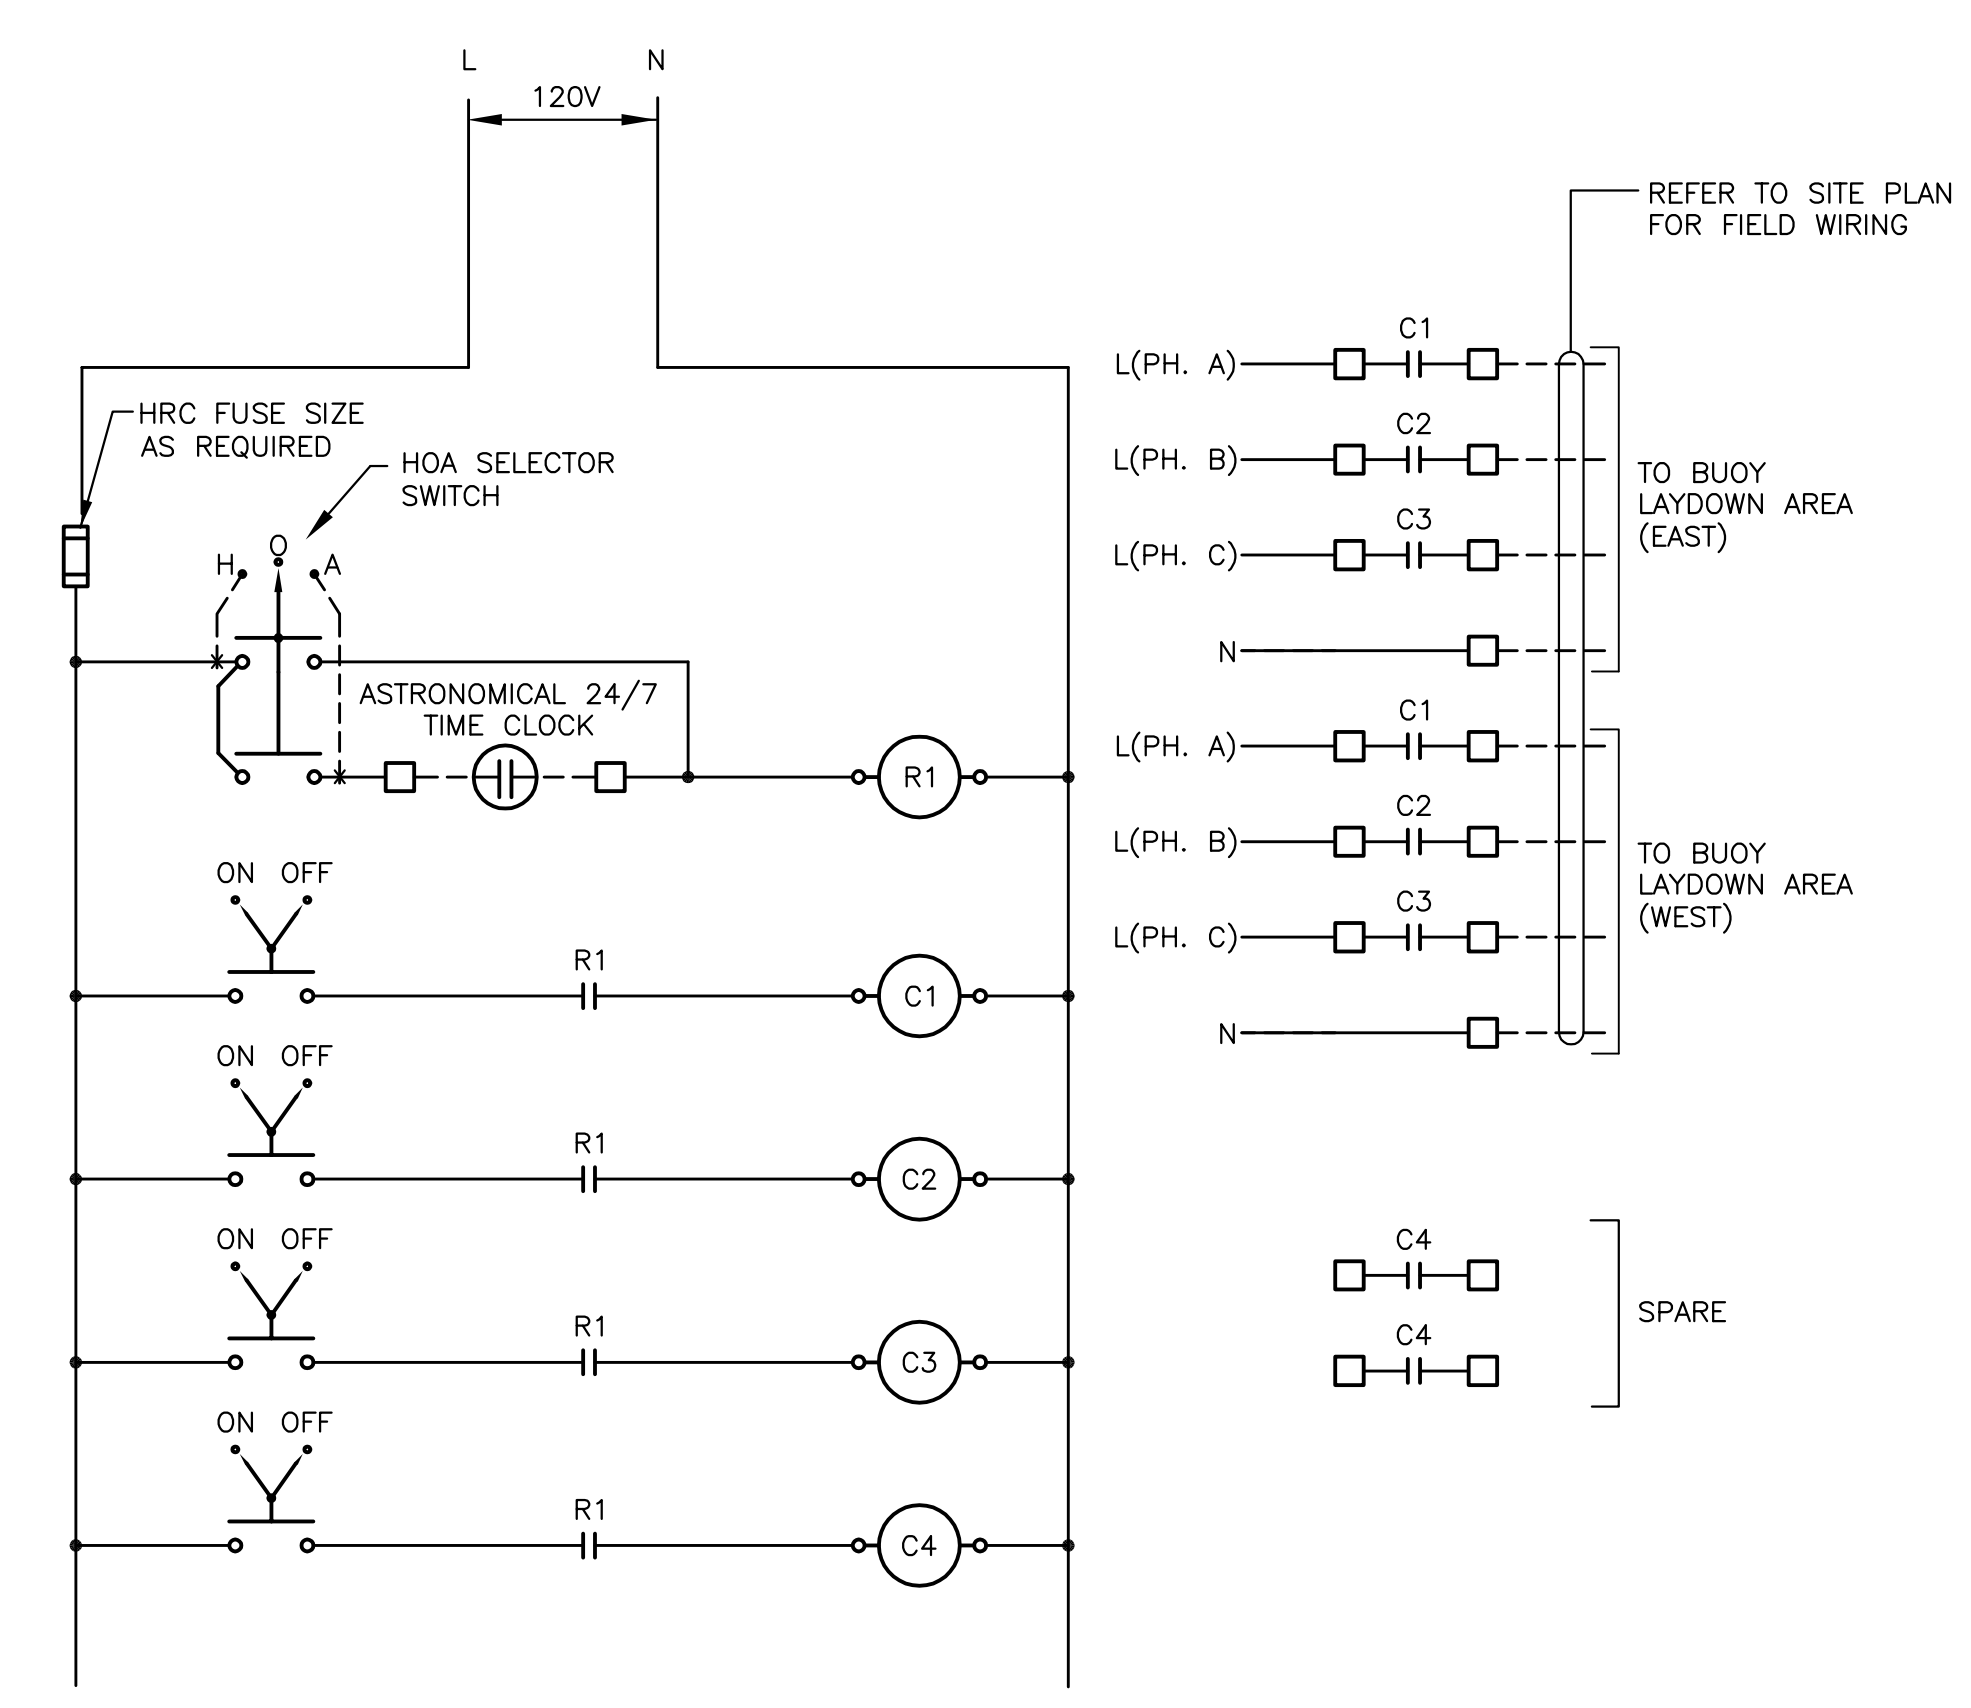 L
N
120V
HRC FUSE SIZE
AS REQUIRED
HOA SELECTOR
SWITCH
H
O
A
ASTRONOMICAL 24/7
TIME CLOCK
R1
ON OFF
R1
C1
ON OFF
R1
C2
ON OFF
R1
C3
ON OFF
R1
C4
REFER TO SITE PLAN
FOR FIELD WIRING
C1
L(PH. A)
C2
L(PH. B)
C3
L(PH. C)
N
TO BUOY
LAYDOWN AREA
(EAST)
C1
L(PH. A)
C2
L(PH. B)
C3
L(PH. C)
N
TO BUOY
LAYDOWN AREA
(WEST)
C4
C4
SPARE